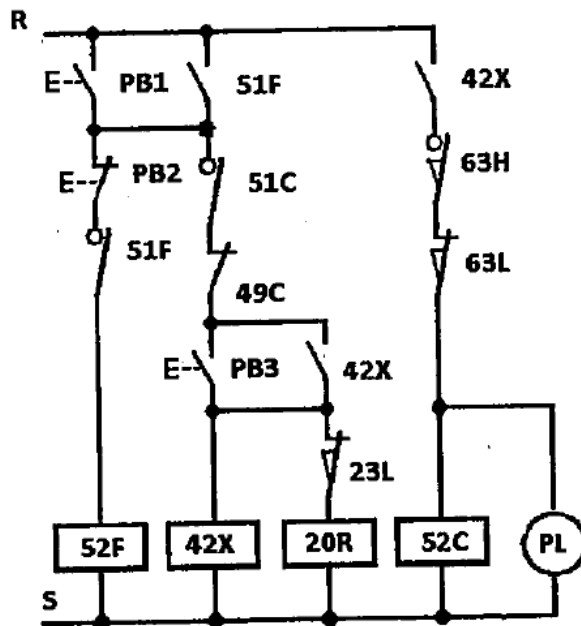 R
E PB1 51F 42X
E PB2 51C 63H
51F 63L
49C
E PB3 42X
23L
52F 42X 20R 52C PL
S